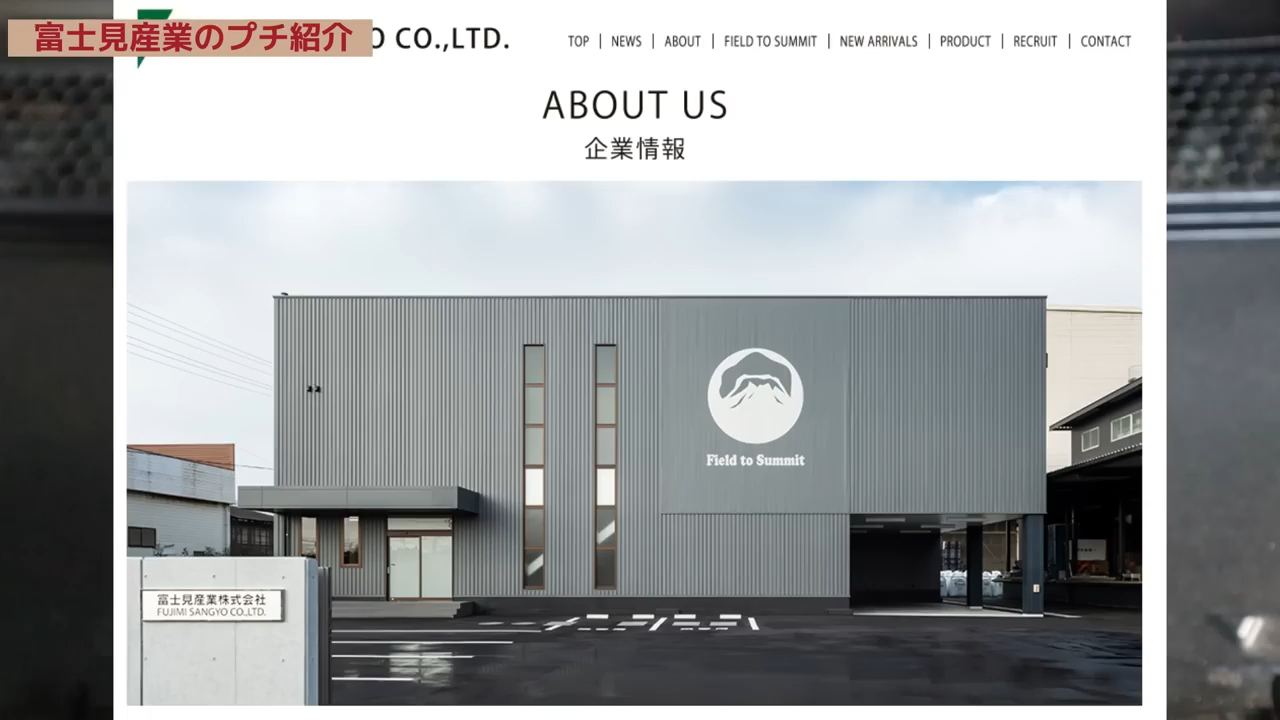 富士見産業のプチ紹介
O CO.,LTD.
TOP | NEWS | ABOUT | FIELD TO SUMMIT | NEW ARRIVALS | PRODUCT | RECRUIT | CONTACT
ABOUT US
企業情報
Field to Summit
富士見産業株式会社
FUJIMI SANGYO CO.,LTD.